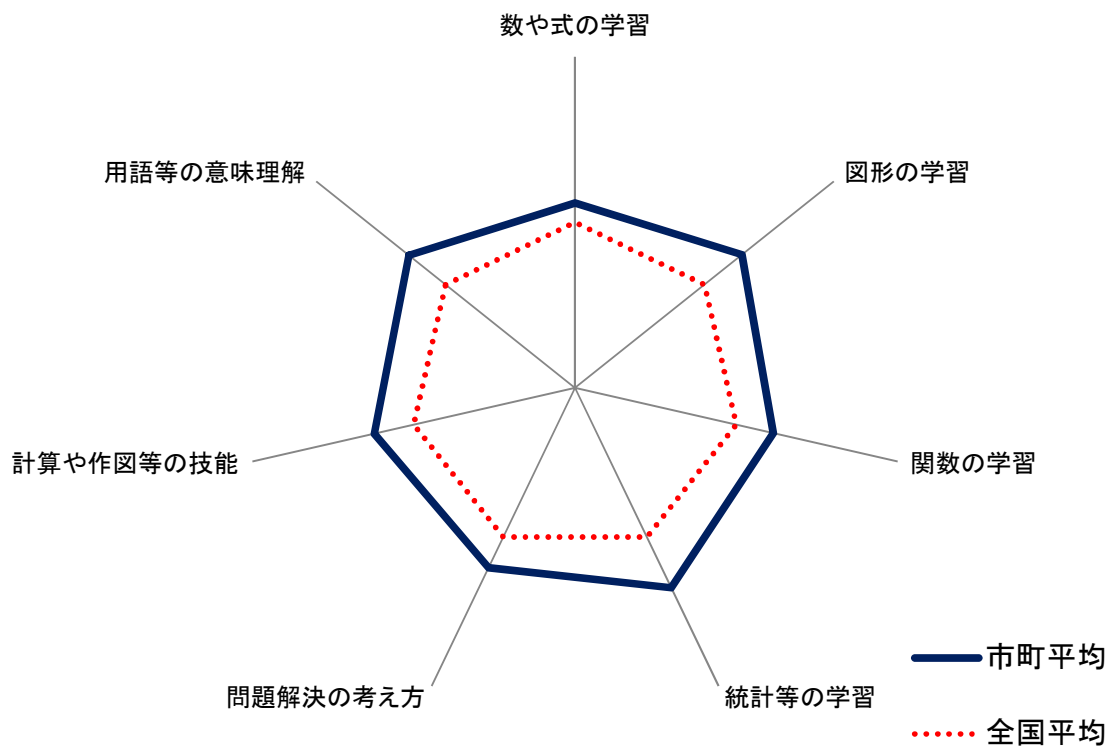 数や式の学習
図形の学習
関数の学習
統計等の学習
問題解決の考え方
計算や作図等の技能
用語等の意味理解
市町平均
全国平均